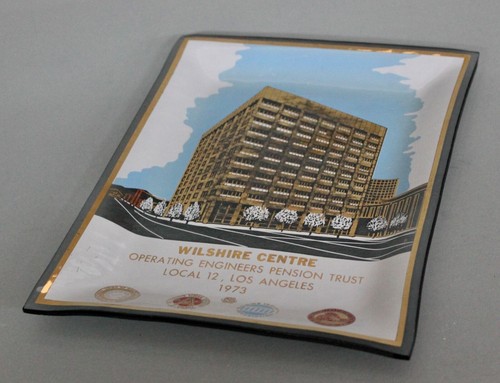 WILSHIRE CENTRE
OPERATING ENGINEERS PENSION TRUST
LOCAL 12, LOS ANGELES
1973